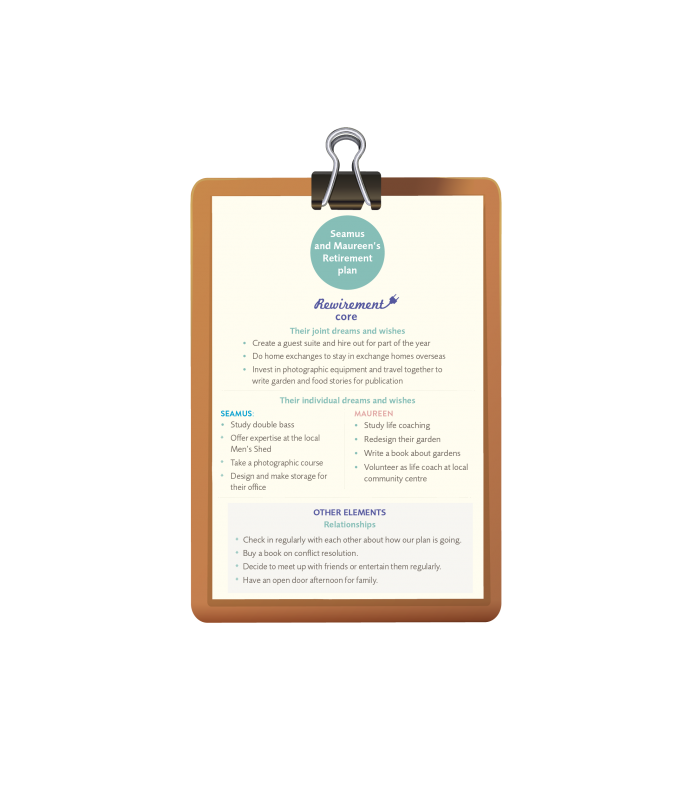 Seamus
and Maureen's
Retirement
plan
Rewirement
core
Their joint dreams and wishes
• Create a guest suite and hire out for part of the year
• Do home exchanges to stay in exchange homes overseas
• Invest in photographic equipment and travel together to
write garden and food stories for publication
Their individual dreams and wishes
SEAMUS:
• Study double bass
• Offer expertise at the local
Men's Shed
• Take a photographic course
• Design and make storage for
their office
MAUREEN
• Study life coaching
• Redesign their garden
• Write a book about gardens
• Volunteer as life coach at local
community centre
OTHER ELEMENTS
Relationships
• Check in regularly with each other about how our plan is going.
• Buy a book on conflict resolution.
• Decide to meet up with friends or entertain them regularly.
• Have an open door afternoon for family.